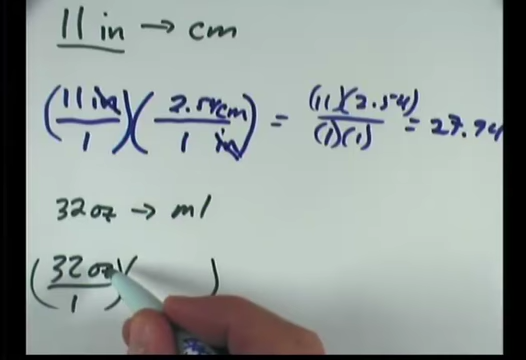 11 in → cm
(11 in/1)(2.54 cm/1 in) = (11)(2.54)/(1)(1) = 27.94
32 oz → ml
(32 oz/1)( )